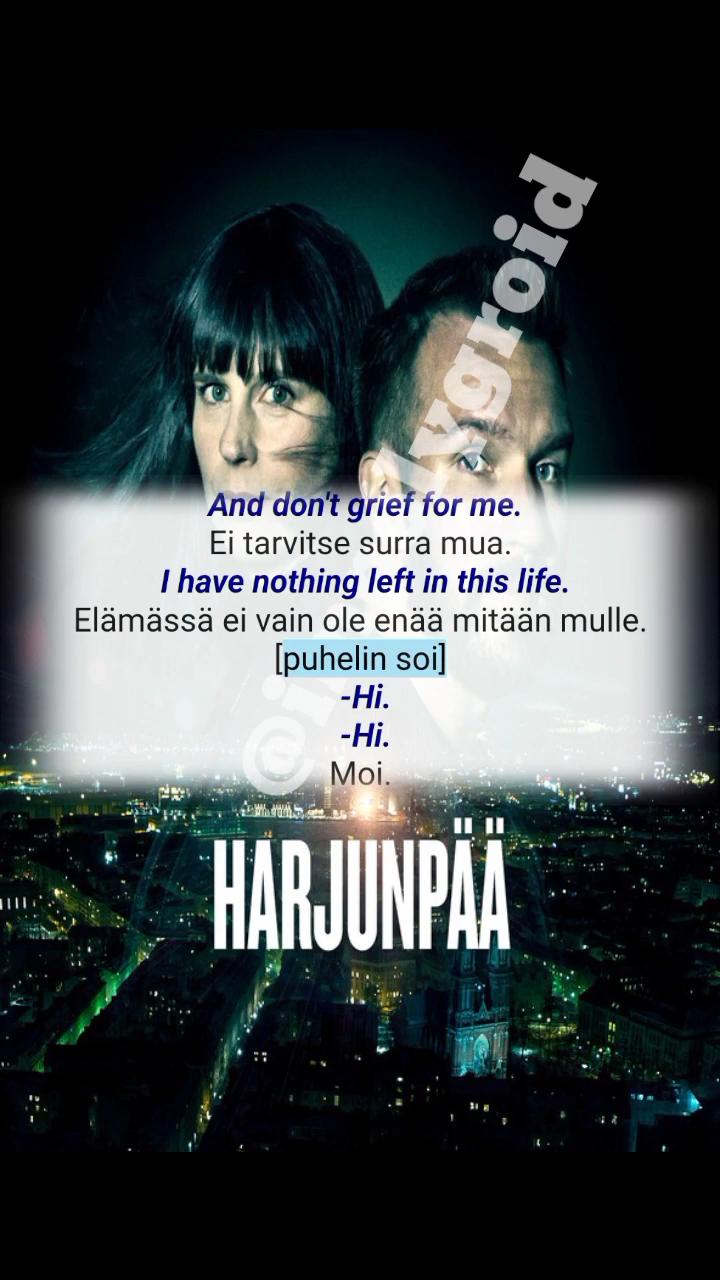 And don't grief for me.
Ei tarvitse surra mua.
I have nothing left in this life.
Elämässä ei vain ole enää mitään mulle.
[puhelin soi]
-Hi.
-Hi.
Moi.
HARJUNPÄÄ